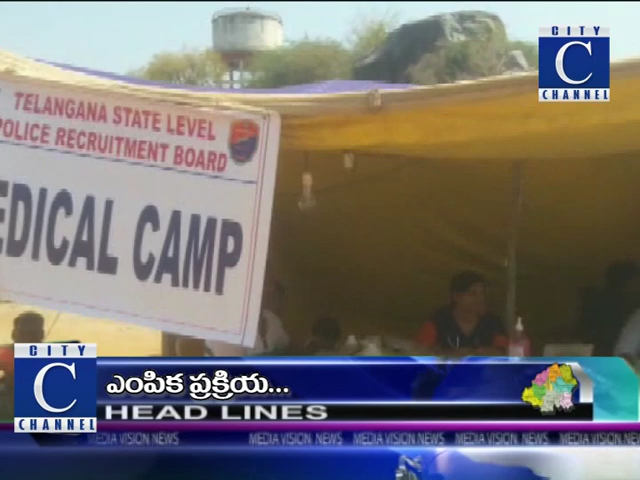 CITY
C
CHANNEL
TELANGANA STATE LEVEL
POLICE RECRUITMENT BOARD
EDICAL CAMP
CITY
C
CHANNEL
ఎంపిక ప్రక్రియ...
HEAD LINES
MEDIA VISION NEWS MEDIA VISION NEWS MEDIA VISION NEWS MEDIA VISION NEWS MEDIA VISION NEWS